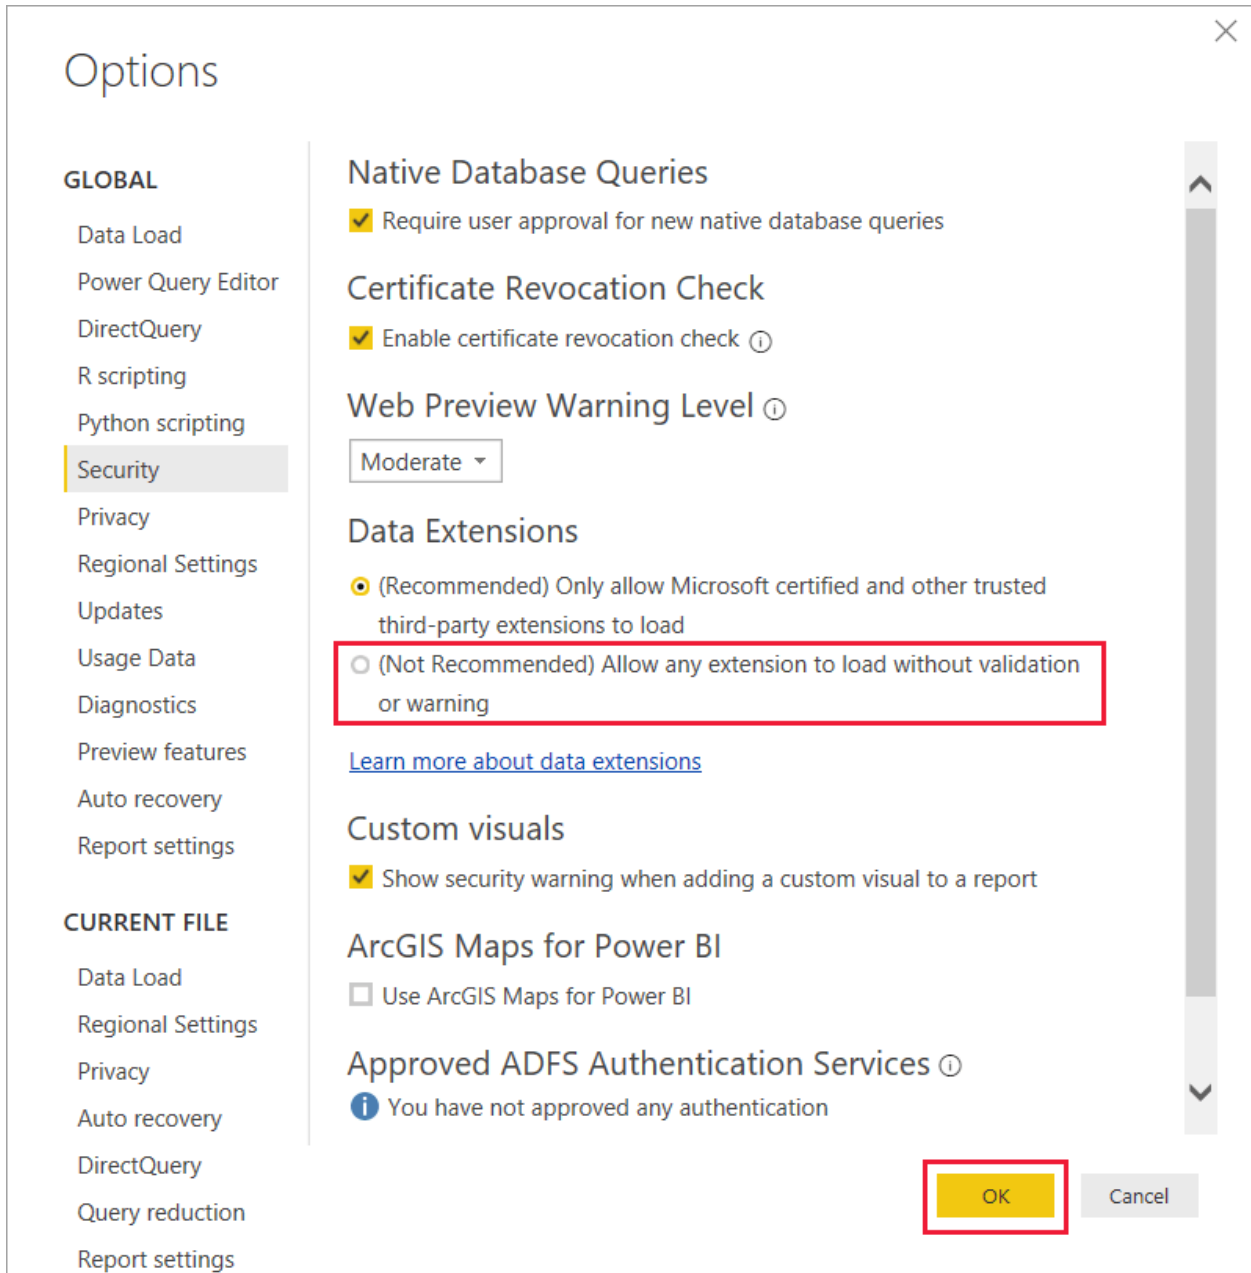 Options
GLOBAL
Data Load
Power Query Editor
DirectQuery
R scripting
Python scripting
Security
Privacy
Regional Settings
Updates
Usage Data
Diagnostics
Preview features
Auto recovery
Report settings
CURRENT FILE
Data Load
Regional Settings
Privacy
Auto recovery
DirectQuery
Query reduction
Report settings
Native Database Queries
Require user approval for new native database queries
Certificate Revocation Check
Enable certificate revocation check
Web Preview Warning Level
Moderate
Data Extensions
(Recommended) Only allow Microsoft certified and other trusted
third-party extensions to load
(Not Recommended) Allow any extension to load without validation
or warning
Learn more about data extensions
Custom visuals
Show security warning when adding a custom visual to a report
ArcGIS Maps for Power BI
Use ArcGIS Maps for Power BI
Approved ADFS Authentication Services
You have not approved any authentication
OK
Cancel